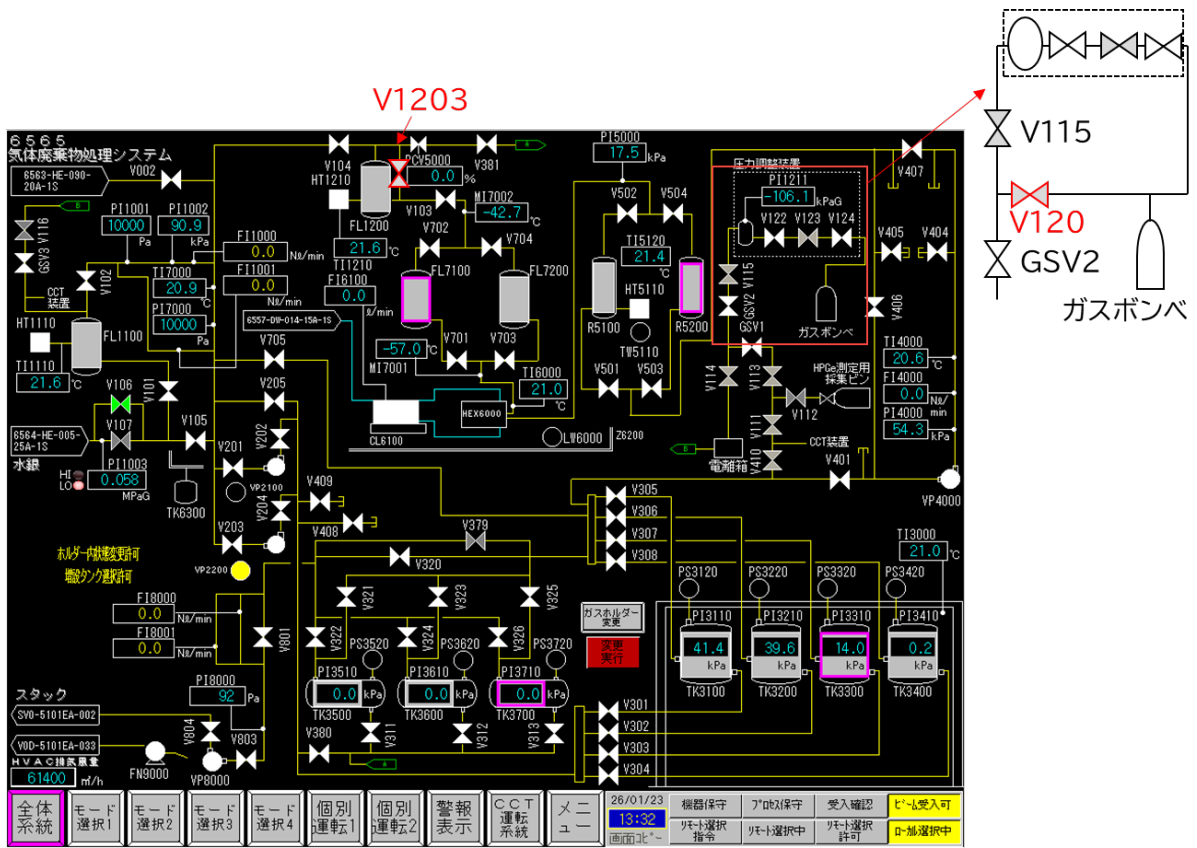 V1203
V115
V120
GSV2
ガスボンベ
6565
気体廃棄物処理システム
6563-HE-090-
20A-1S
V002
V104
HT1210
PCV5000
0.0 %
V381
A
PI5000
17.5 kPa
圧力調整装置
PI1211
-106.1 kPaG
V122 V123 V124
V407
B
V116
GSV3
PI1001
10000
Pa
PI1002
90.9
kPa
FI1000
0.0
Nℓ/min
FI1001
0.0
Nℓ/min
FL1200
21.6 ℃
TI1210
FI6100
0.0
ℓ/min
V103
MI7002
-42.7 ℃
V702
V704
FL7100
FL7200
V502
V504
TI5120
21.4
℃
V115
GSV2
GSV1
ガスボンベ
V405
V404
V406
CCT
装置
V102
TI7000
20.9
℃
PI7000
10000
Pa
HT1110
FL1100
TI1110
21.6 ℃
6557-DW-014-15A-1S
V705
-57.0 ℃
MI7001
V701
V703
HT5110
R5100
R5200
TW5110
TI4000
20.6 ℃
FI4000
0.0 Nℓ/
min
PI4000
54.3 kPa
V106
V107
V101
V105
V205
TI6000
21.0
℃
HEX6000
CL6100
V501
V503
V114
V113
HPGe測定用
採集ビン
V112
6564-HE-005-
25A-1S
水銀
HI
LO
PI1003
0.058
MPaG
TK6300
V201
V202
VP2100
V203
V204
LW6000
Z6200
B
電離箱
V111
V410
CCT装置
V401
VP4000
V409
V408
V305
V306
V307
V308
V379
V320
TI3000
21.0 ℃
ホルダー内状態変更許可
増設タンク選択許可
VP2200
FI8000
0.0
Nℓ/min
FI8001
0.0
Nℓ/min
V801
V321
V323
V325
V322
V324
V326
ガスホルダー
変更
変更
実行
PS3120
PS3220
PS3320
PS3420
PI3110
41.4
kPa
TK3100
PI3210
39.6
kPa
TK3200
PI3310
14.0
kPa
TK3300
PI3410
0.2
kPa
TK3400
PS3520
PS3620
PS3720
PI3510
0.0 kPa
TK3500
PI3610
0.0 kPa
TK3600
PI3710
0.0 kPa
TK3700
PI8000
92 Pa
V311
V312
V313
V380
A
V301
V302
V303
V304
スタック
SV0-5101EA-002
V0D-5101EA-033
HVAC排気風量
61400 ㎥/h
FN9000
V804
VP8000
V803
全体
系統
モード
選択1
モード
選択2
モード
選択3
モード
選択4
個別
運転1
個別
運転2
警報
表示
CCT
運転
系統
メニ
ュー
26/01/23
13:32
画面コピー
機器保守
プロセス保守
受入確認
ビーム受入可
リモート選択
指令
リモート選択中
リモート選択
許可
ローカル選択中